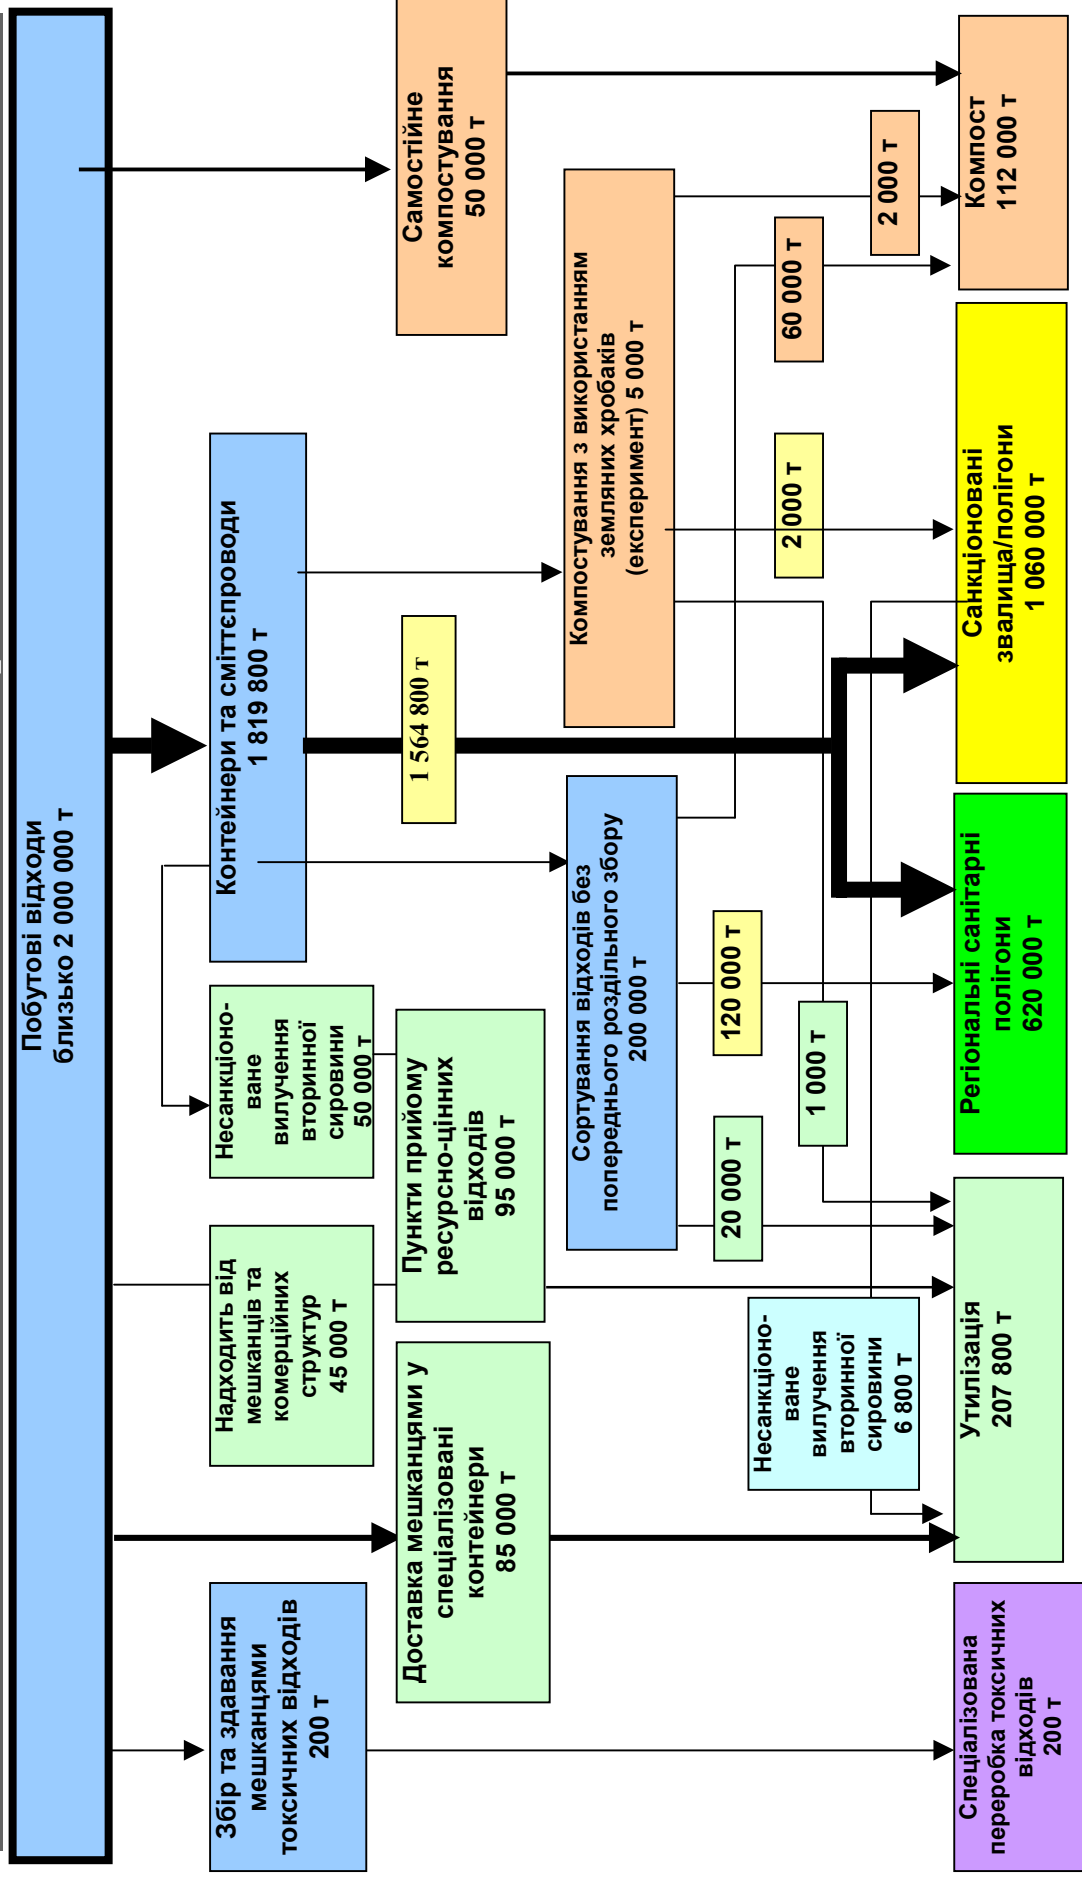 Побутові відходи
близько 2 000 000 т
Збір та здавання
мешканцями
токсичних відходів
200 т
Надходить від
мешканців та
комерційних
структур
45 000 т
Несанкціоно-
ване
вилучення
вторинної
сировини
50 000 т
Контейнери та сміттєпроводи
1 819 800 т
Доставка мешканцями у
спеціалізовані
контейнери
85 000 т
Пункти прийому
ресурсно-цінних
відходів
95 000 т
1 564 800 т
Самостійне
компостування
50 000 т
Сортування відходів без
попереднього роздільного збору
200 000 т
Компостування з використанням
земляних хробаків
(експеримент) 5 000 т
20 000 т
120 000 т
Несанкціоно-
ване
вилучення
вторинної
сировини
6 800 т
1 000 т
2 000 т
60 000 т
2 000 т
Спеціалізована
переробка токсичних
відходів
200 т
Утилізація
207 800 т
Регіональні санітарні
полігони
620 000 т
Санкціоновані
звалища/полігони
1 060 000 т
Компост
112 000 т